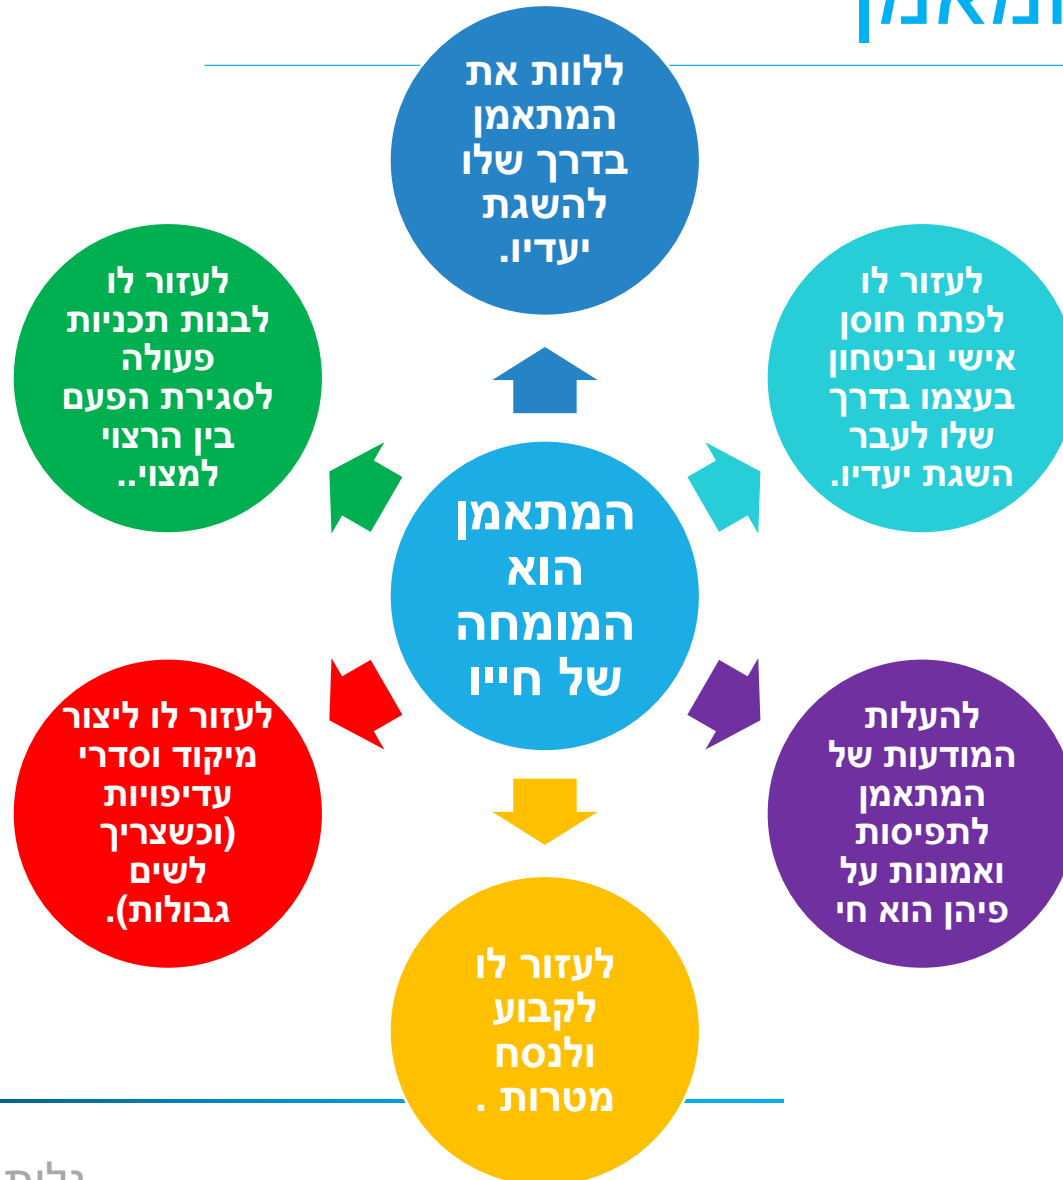 ומאמן
ללוות את
המתאמן
בדרך שלו
להשגת
יעדיו.
לעזור לו
לפתח חוסן
אישי וביטחון
בעצמו בדרך
שלו לעבר
השגת יעדיו.
להעלות
המודעות של
המתאמן
לתפיסות
ואמונות על
פיהן הוא חי
לעזור לו
לקבוע
ולנסח
מטרות .
לעזור לו ליצור
מיקוד וסדרי
עדיפויות
(וכשצריך
לשים
גבולות).
לעזור לו
לבנות תכניות
פעולה
לסגירת הפעם
בין הרצוי
למצוי..
המתאמן
הוא
המומחה
של חייו